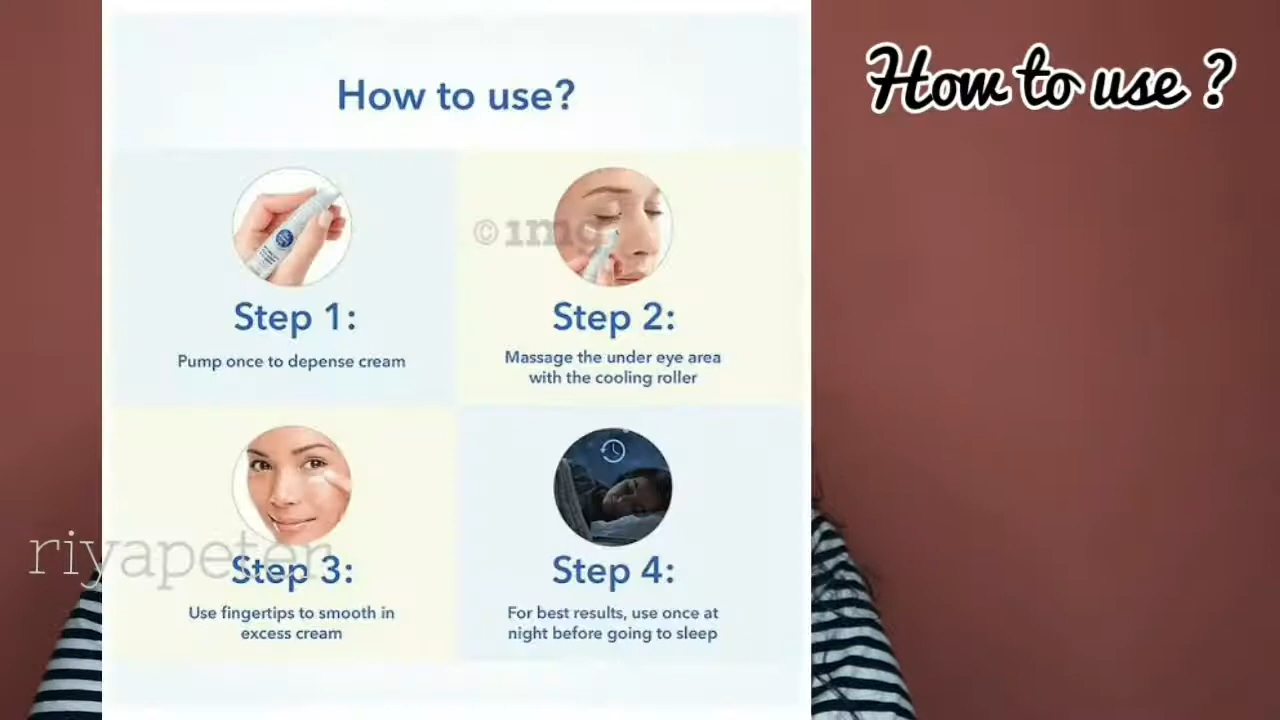 How to use?
How to use ?
©1mg
Step 1:
Pump once to depense cream
Step 2:
Massage the under eye area
with the cooling roller
riyapeter
Step 3:
Use fingertips to smooth in
excess cream
Step 4:
For best results, use once at
night before going to sleep